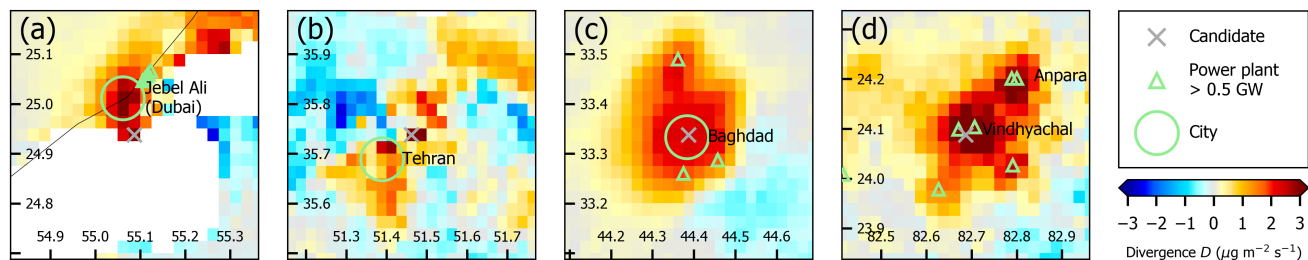 (a)
25.1
25.0
24.9
24.8
Jebel Ali
(Dubai)
54.9 55.0 55.1 55.2 55.3
(b)
35.9
35.8
35.7
35.6
Tehran
51.3 51.4 51.5 51.6 51.7
(c)
33.5
33.4
33.3
33.2
Baghdad
44.2 44.3 44.4 44.5 44.6
(d)
24.2
24.1
24.0
23.9
Anpara
Vindhyachal
82.5 82.6 82.7 82.8 82.9
Candidate
Power plant
> 0.5 GW
City
−3 −2 −1 0 1 2 3
Divergence D (μg m⁻² s⁻¹)